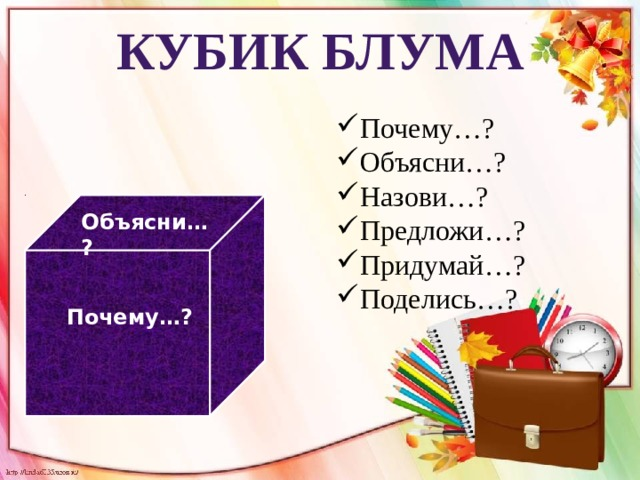 КУБИК БЛУМА
Почему…?
Объясни…?
Назови…?
Предложи…?
Придумай…?
Поделись…?
Объясни…
?
Почему…?